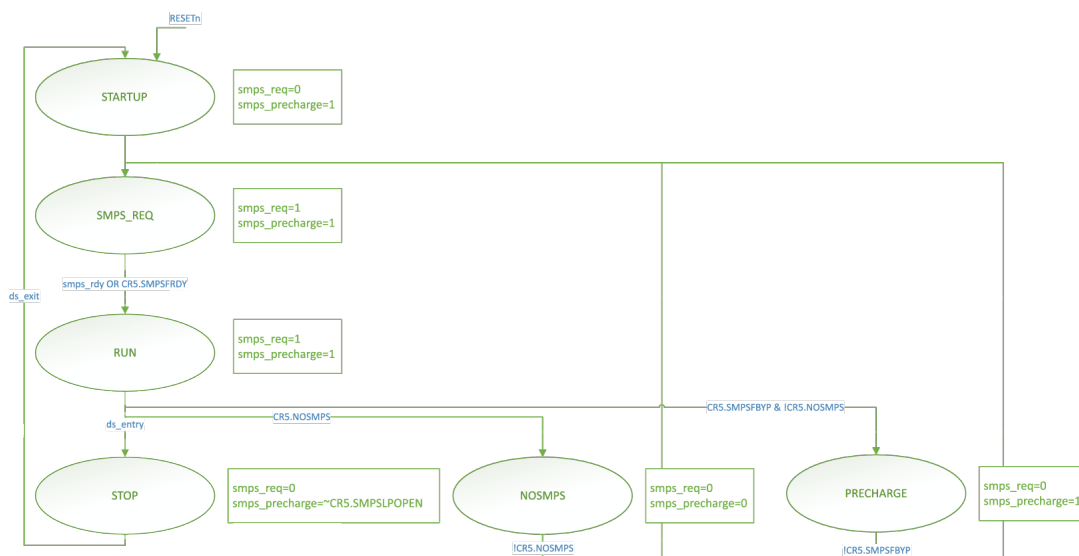 RESETn
STARTUP
smps_req=0
smps_precharge=1
SMPS_REQ
smps_req=1
smps_precharge=1
smps_rdy OR CR5.SMPSFRDY
ds_exit
RUN
smps_req=1
smps_precharge=1
CR5.SMPSFBYP & !CR5.NOSMPS
CR5.NOSMPS
ds_entry
STOP
smps_req=0
smps_precharge=~CR5.SMPSLPOPEN
NOSMPS
smps_req=0
smps_precharge=0
PRECHARGE
smps_req=0
smps_precharge=1
!CR5.NOSMPS
!CR5.SMPSFBYP